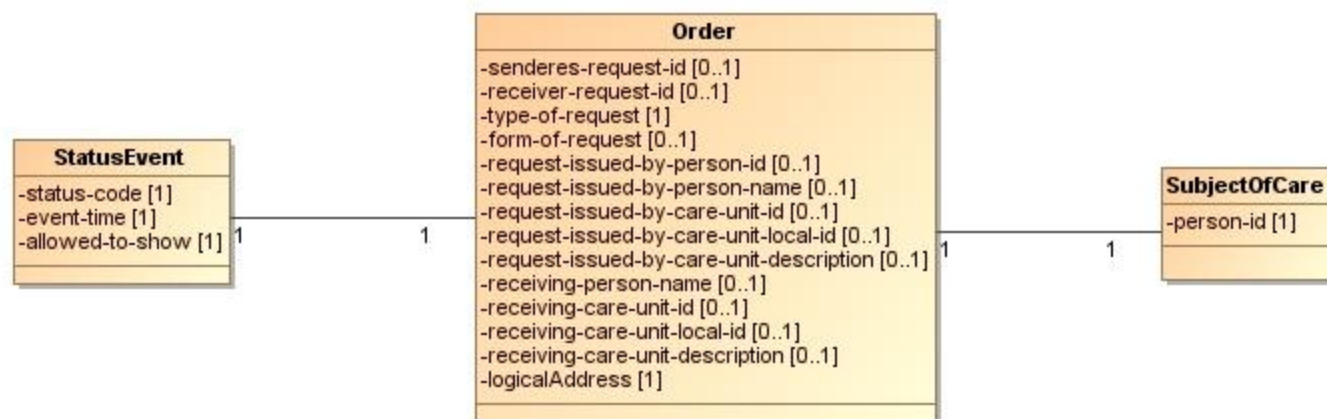 StatusEvent
-status-code [1]
-event-time [1]
-allowed-to-show [1]
1
1
Order
-senderes-request-id [0..1]
-receiver-request-id [0..1]
-type-of-request [1]
-form-of-request [0..1]
-request-issued-by-person-id [0..1]
-request-issued-by-person-name [0..1]
-request-issued-by-care-unit-id [0..1]
-request-issued-by-care-unit-local-id [0..1]
-request-issued-by-care-unit-description [0..1]
-receiving-person-name [0..1]
-receiving-care-unit-id [0..1]
-receiving-care-unit-local-id [0..1]
-receiving-care-unit-description [0..1]
-logicalAddress [1]
1
1
SubjectOfCare
-person-id [1]